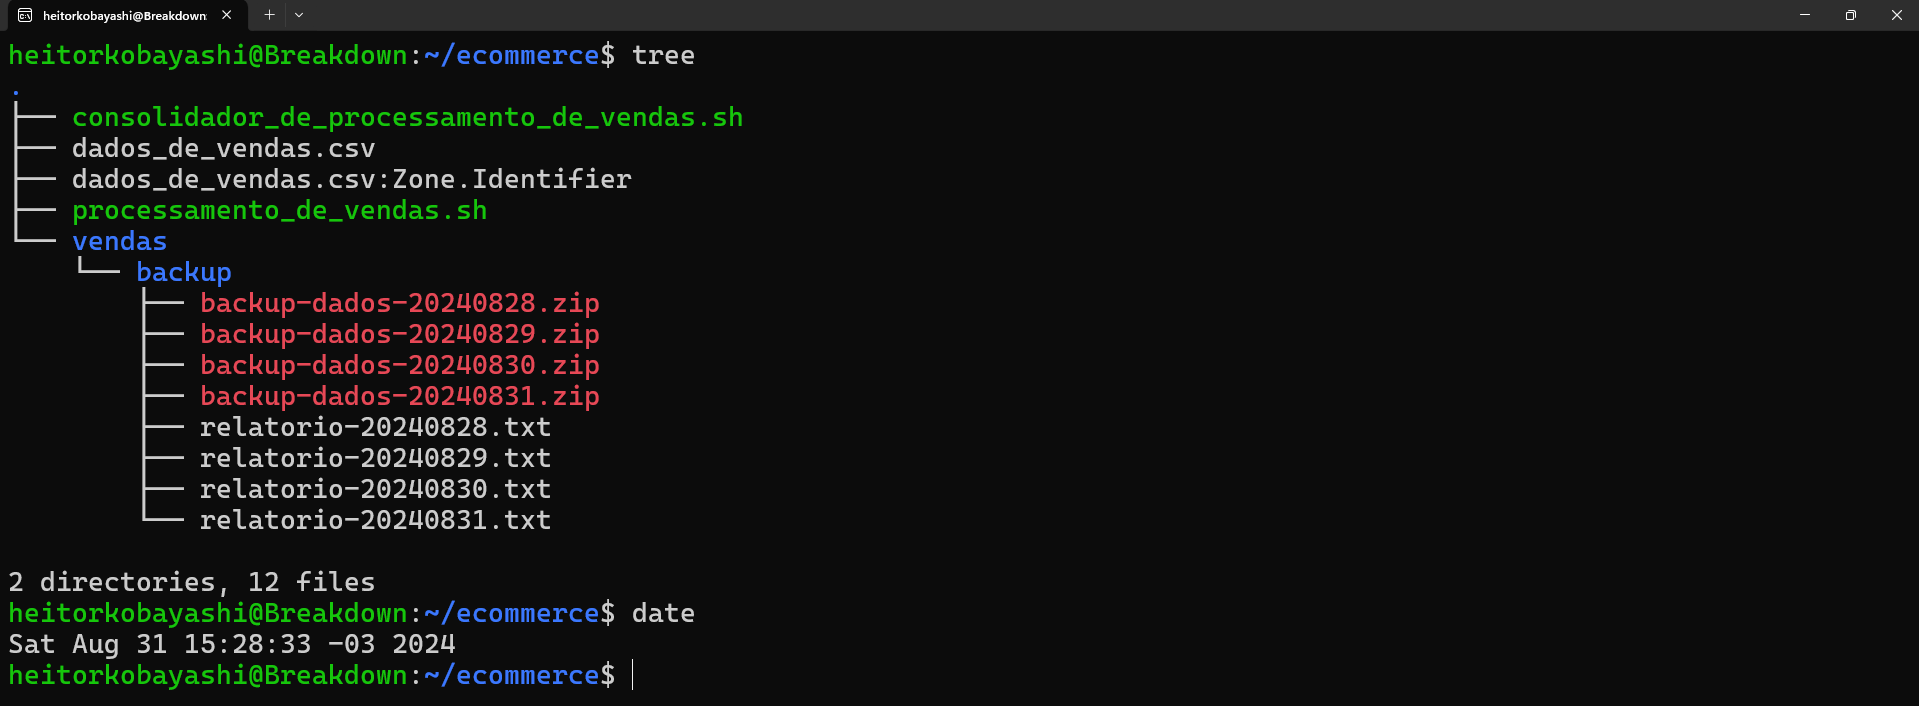 heitorkobayashi@Breakdown:
heitorkobayashi@Breakdown:~/ecommerce$ tree
.
├── consolidador_de_processamento_de_vendas.sh
├── dados_de_vendas.csv
├── dados_de_vendas.csv:Zone.Identifier
├── processamento_de_vendas.sh
└── vendas
    └── backup
        ├── backup-dados-20240828.zip
        ├── backup-dados-20240829.zip
        ├── backup-dados-20240830.zip
        ├── backup-dados-20240831.zip
        ├── relatorio-20240828.txt
        ├── relatorio-20240829.txt
        ├── relatorio-20240830.txt
        └── relatorio-20240831.txt
2 directories, 12 files
heitorkobayashi@Breakdown:~/ecommerce$ date
Sat Aug 31 15:28:33 -03 2024
heitorkobayashi@Breakdown:~/ecommerce$